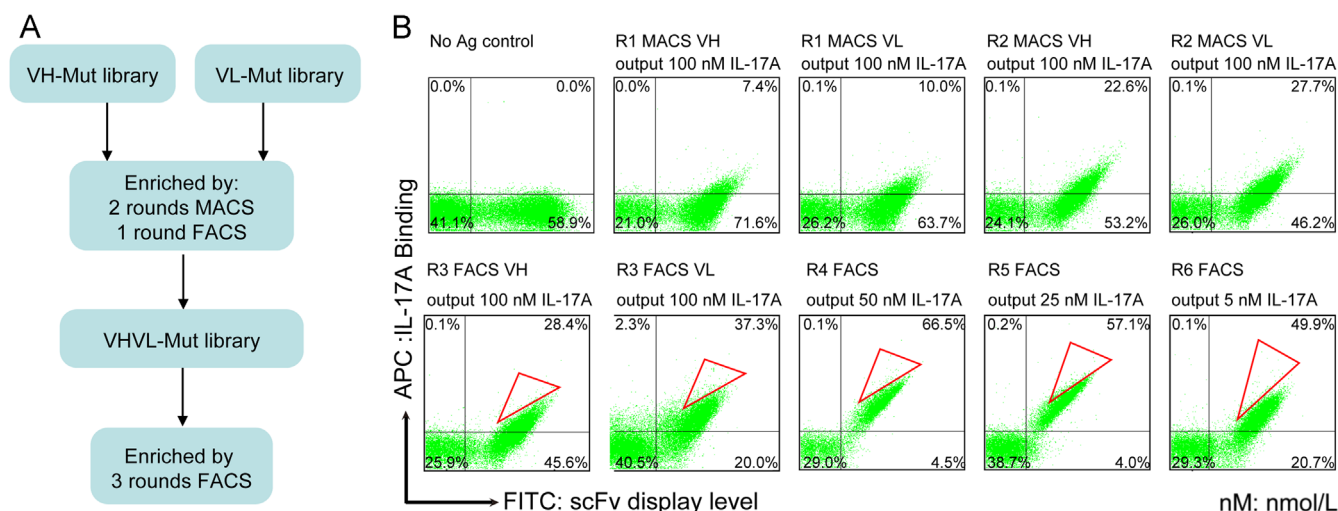 A
VH-Mut library
VL-Mut library
Enriched by:
2 rounds MACS
1 round FACS
VHVL-Mut library
Enriched by
3 rounds FACS
B
No Ag control
0.0%
0.0%
41.1%
58.9%
R1 MACS VH
output 100 nM IL-17A
0.0%
7.4%
21.0%
71.6%
R1 MACS VL
output 100 nM IL-17A
0.1%
10.0%
26.2%
63.7%
R2 MACS VH
output 100 nM IL-17A
0.1%
22.6%
24.1%
53.2%
R2 MACS VL
output 100 nM IL-17A
0.1%
27.7%
26.0%
46.2%
R3 FACS VH
output 100 nM IL-17A
0.1%
28.4%
25.9%
45.6%
R3 FACS VL
output 100 nM IL-17A
2.3%
37.3%
40.5%
20.0%
R4 FACS
output 50 nM IL-17A
0.1%
66.5%
29.0%
4.5%
R5 FACS
output 25 nM IL-17A
0.2%
57.1%
38.7%
4.0%
R6 FACS
output 5 nM IL-17A
0.1%
49.9%
29.3%
20.7%
APC :IL-17A Binding
FITC: scFv display level
nM: nmol/L